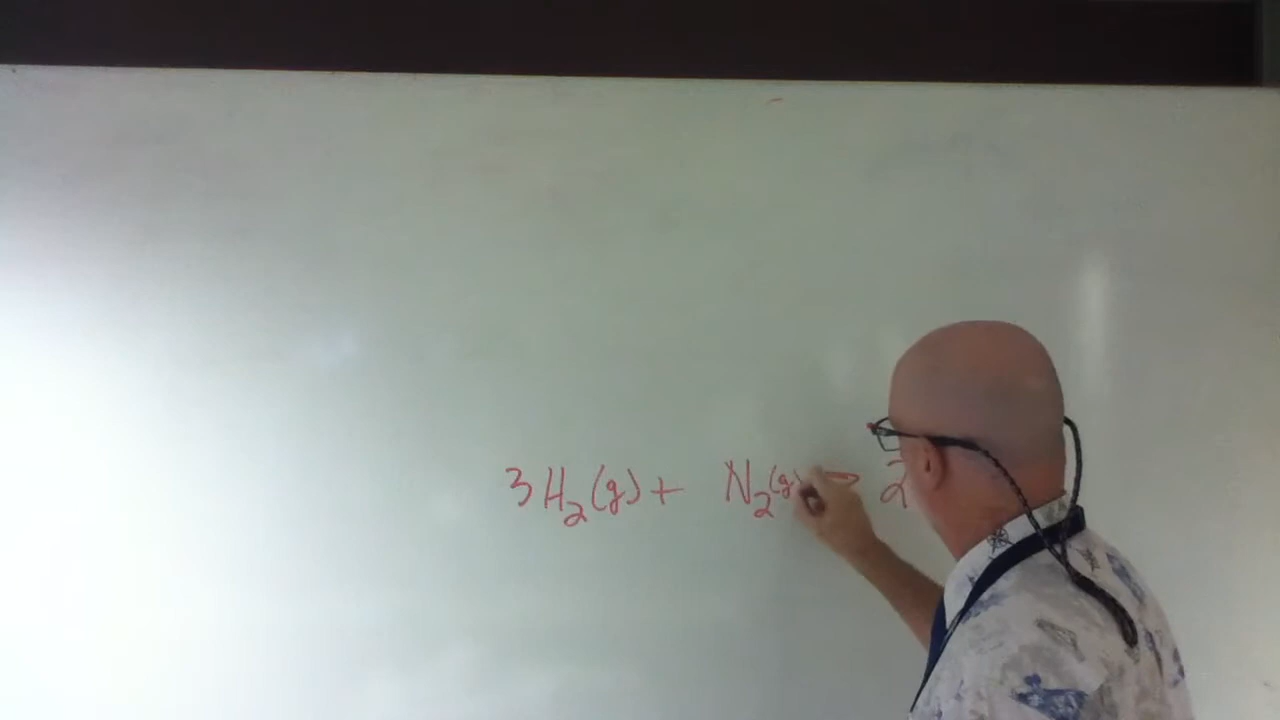 3H₂(g) + N₂(g) → 2